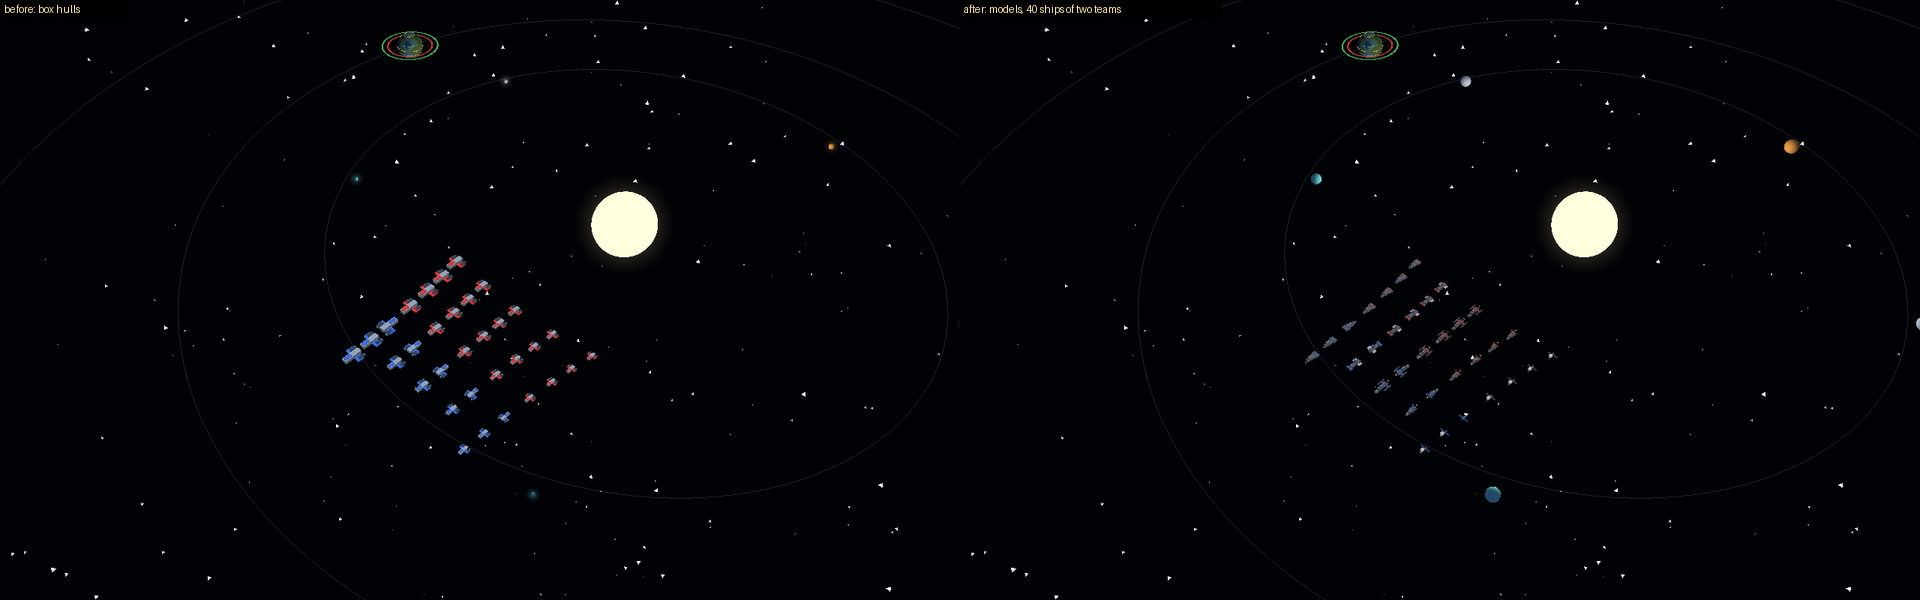 before: box hulls
after: models, 40 ships of two teams